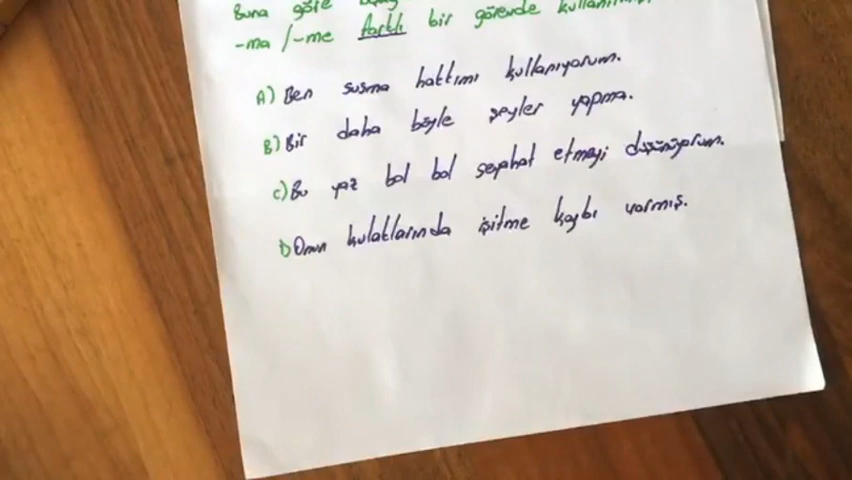 Buna göre
-ma /-me farklı bir görevde
A) Ben susma hakkımı kullanıyorum.
B) Bir daha böyle şeyler yapma.
C) Bu yaz bol bol seyahat etmeyi düşünüyorum.
D) Onun kulaklarında işitme kaybı varmış.